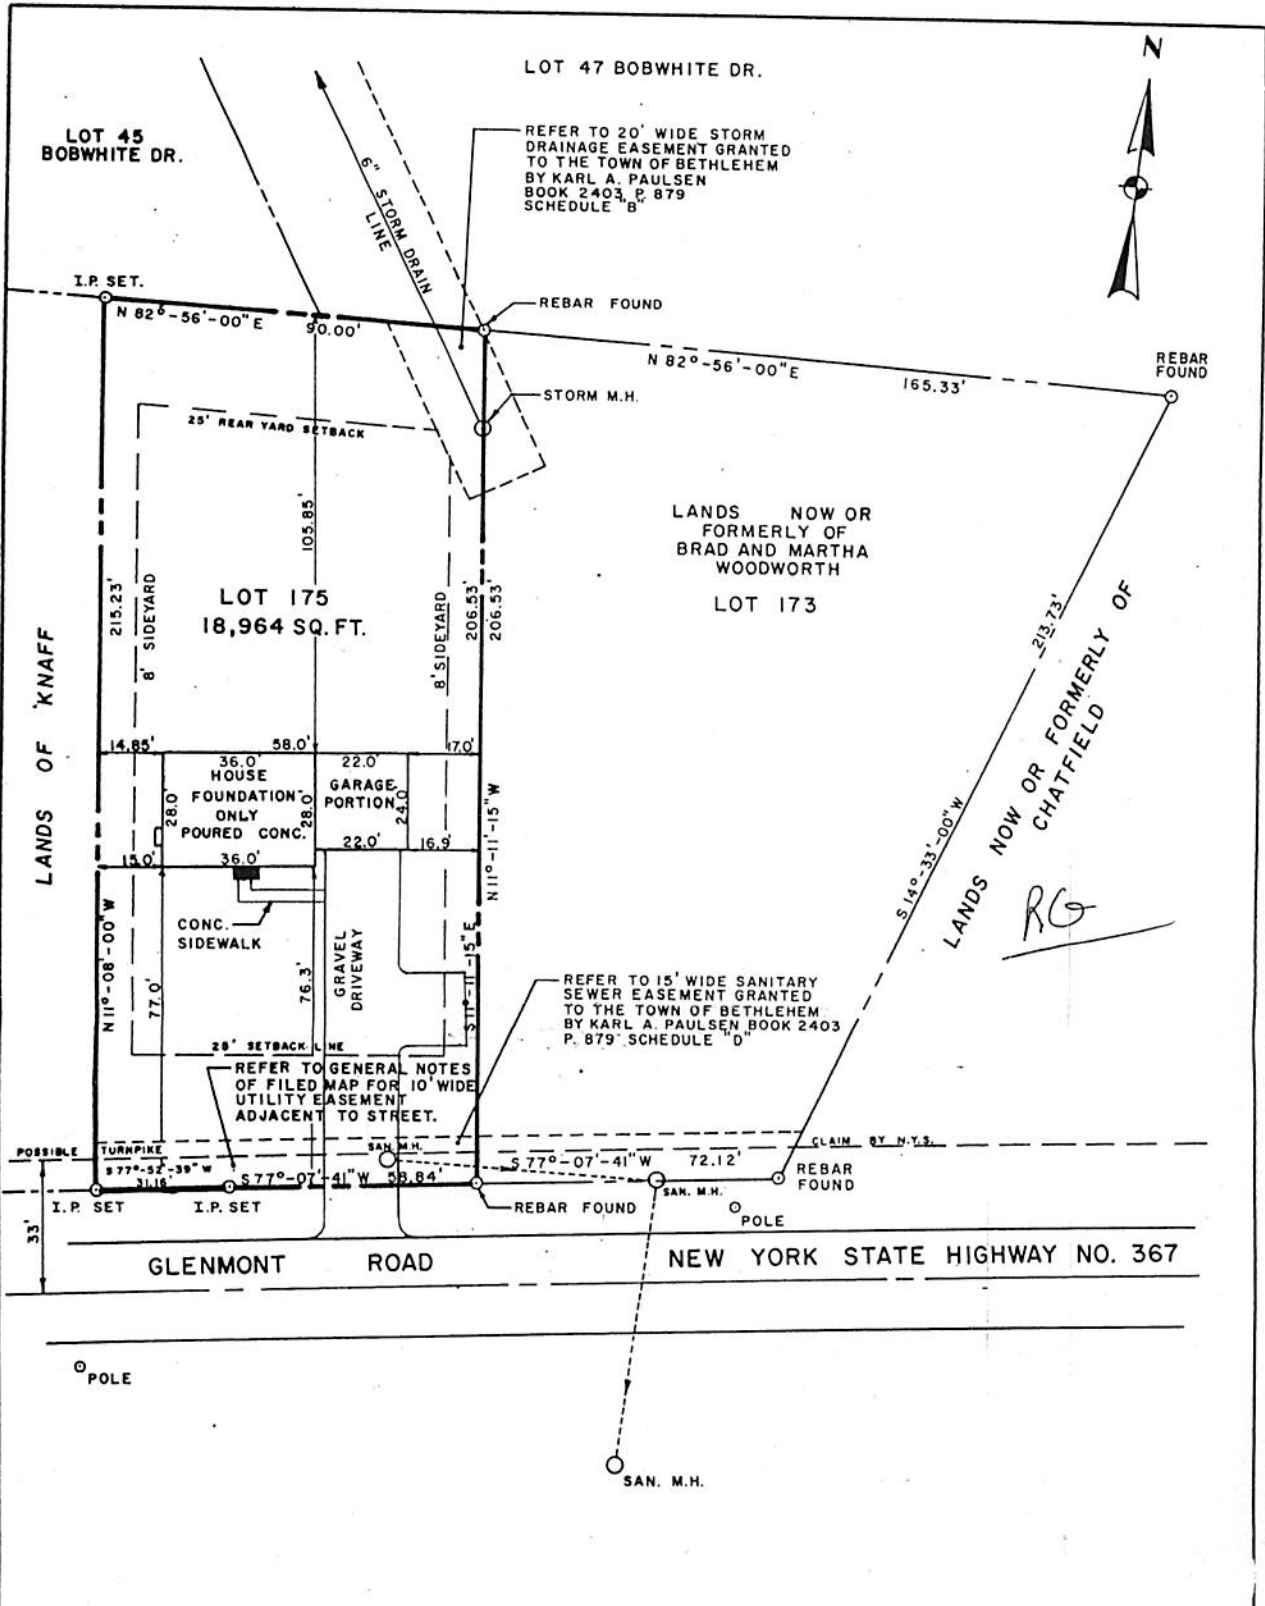 N
LOT 47 BOBWHITE DR.
LOT 45
BOBWHITE DR.
REFER TO 20' WIDE STORM
DRAINAGE EASEMENT GRANTED
TO THE TOWN OF BETHLEHEM
BY KARL A. PAULSEN
BOOK 2403, P. 879
SCHEDULE "B"
6" STORM DRAIN
LINE
I.P. SET.
N 82°-56'-00" E
90.00'
REBAR FOUND
N 82°-56'-00" E
165.33'
REBAR
FOUND
STORM M.H.
25' REAR YARD SETBACK
105.85'
LANDS NOW OR
FORMERLY OF
BRAD AND MARTHA
WOODWORTH
LOT 173
LOT 175
18,964 SQ. FT.
215.23'
8' SIDEYARD
8' SIDEYARD
206.53'
206.53'
213.73'
LANDS OF KNAFF
LANDS NOW OR FORMERLY OF
CHATFIELD
S 14°-33'-00" W
RG
14.85'
58.0'
17.0'
36.0'
22.0'
HOUSE
FOUNDATION
ONLY
POURED CONC.
GARAGE
PORTION
28.0'
28.0'
24.0
22.0'
16.9'
15.0'
36.0'
N 11°-11'-15" W
S 11°-11'-15" E
N 11°-08'-00" W
CONC.
SIDEWALK
GRAVEL
DRIVEWAY
77.0'
76.3'
REFER TO 15' WIDE SANITARY
SEWER EASEMENT GRANTED
TO THE TOWN OF BETHLEHEM
BY KARL A. PAULSEN BOOK 2403
P. 879 SCHEDULE "D"
25' SETBACK LINE
REFER TO GENERAL NOTES
OF FILED MAP FOR 10' WIDE
UTILITY EASEMENT
ADJACENT TO STREET.
POSSIBLE TURNPIKE CLAIM BY N.Y.S.
SAN. M.H.
S 77°-52'-39" W
31.16'
S 77°-07'-41" W 58.84'
S 77°-07'-41" W 72.12'
REBAR
FOUND
SAN. M.H.
I.P. SET
I.P. SET
REBAR FOUND
POLE
33'
GLENMONT ROAD
NEW YORK STATE HIGHWAY NO. 367
POLE
SAN. M.H.